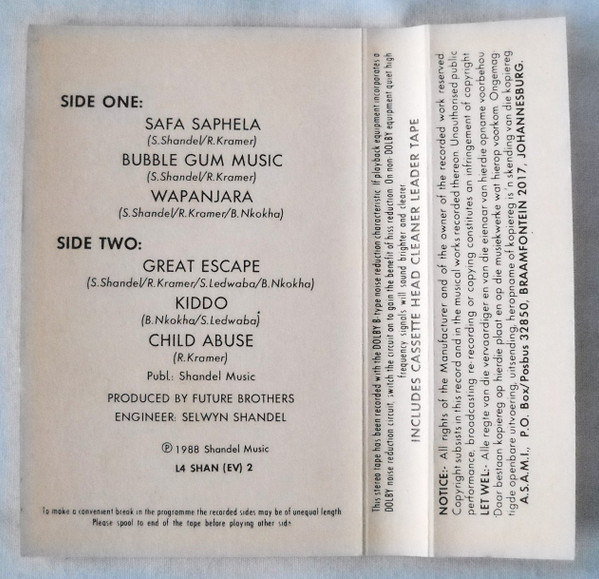 SIDE ONE:
SAFA SAPHELA
(S.Shandel/R.Kramer)
BUBBLE GUM MUSIC
(S.Shandel/R.Kramer)
WAPANJARA
(S.Shandel/R.Kramer/B.Nkokha)
SIDE TWO:
GREAT ESCAPE
(S.Shandel/R.Kramer/S.Ledwaba/B.Nkokha)
KIDDO
(B.Nkokha/S.Ledwaba)
CHILD ABUSE
(R.Kramer)
Publ: Shandel Music
PRODUCED BY FUTURE BROTHERS
ENGINEER: SELWYN SHANDEL
℗ 1988 Shandel Music
L4 SHAN (EV) 2
To make a convenient break in the programme the recorded sides may be of unequal length
Please spool to end of the tape before playing other side
This stereo tape has been recorded with the DOLBY B-type noise reduction characteristic. If playback equipment incorporates a
DOLBY noise reduction circuit, switch the circuit on to gain the benefit of hiss reduction. On non-DOLBY equipment quiet high
frequency signals will sound brighter and clearer.
INCLUDES CASSETTE HEAD CLEANER LEADER TAPE
NOTICE:- All rights of the Manufacturer and of the owner of the recorded work reserved.
Copyright subsists in this record and in the musical works recorded thereon. Unauthorised public
performance, broadcasting re-recording or copying constitutes an infringement of copyright
LET WEL:- Alle regte van die vervaardiger en van die eienaar van hierdie opname voorbehou
Daar bestaan kopiereg op hierdie plaat en op die musiekwerke wat hierop voorkom. Ongemag-
tigde openbare uitvoering, uitsending, heropname of kopiereg is 'n skending van die kopiereg
A.S.A.M.I., P.O. Box/Posbus 32850, BRAAMFONTEIN 2017, JOHANNESBURG.